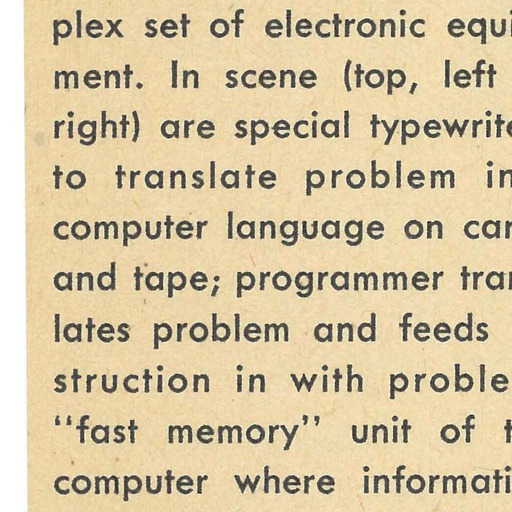 plex set of electronic equi
ment. In scene (top, left
right) are special typewrite
to translate problem in
computer language on car
and tape; programmer tran
lates problem and feeds
struction in with proble
“fast memory” unit of t
computer where informati